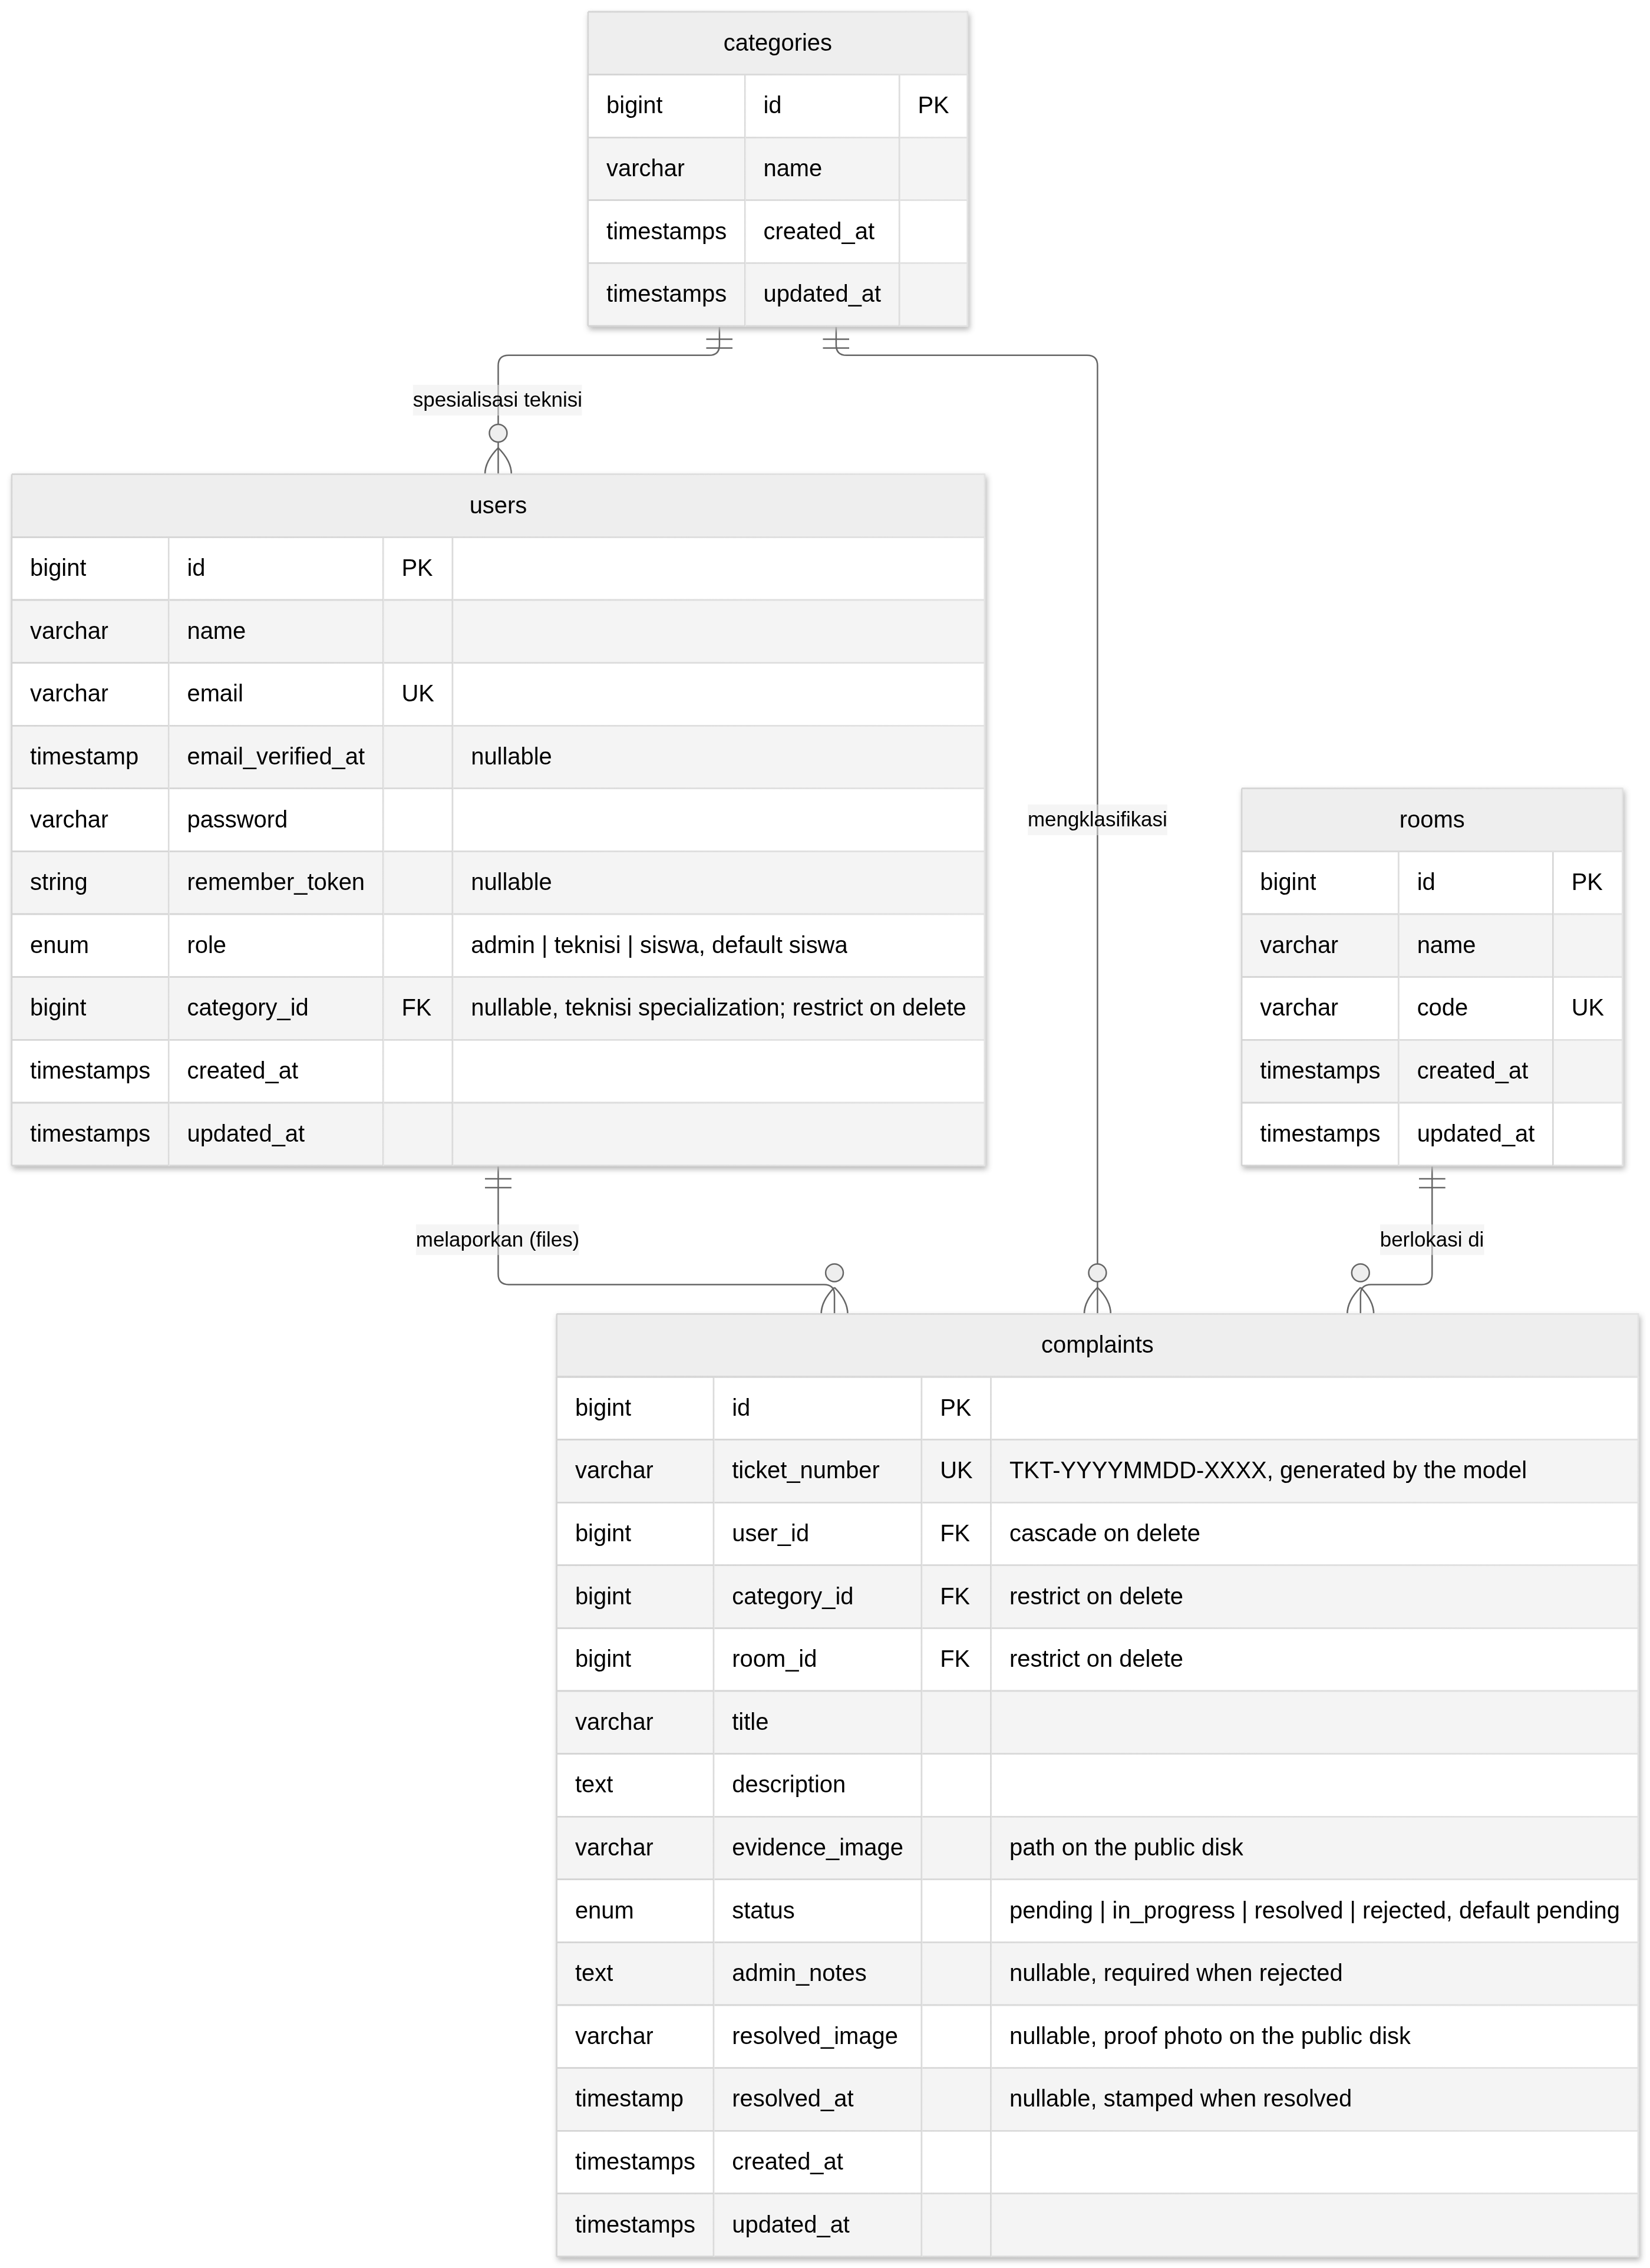 categories
bigint id PK
varchar name
timestamps created_at
timestamps updated_at
spesialisasi teknisi
users
bigint id PK
varchar name
varchar email UK
timestamp email_verified_at nullable
varchar password
string remember_token nullable
enum role admin | teknisi | siswa, default siswa
bigint category_id FK nullable, teknisi specialization; restrict on delete
timestamps created_at
timestamps updated_at
mengklasifikasi
rooms
bigint id PK
varchar name
varchar code UK
timestamps created_at
timestamps updated_at
melaporkan (files)
berlokasi di
complaints
bigint id PK
varchar ticket_number UK TKT-YYYYMMDD-XXXX, generated by the model
bigint user_id FK cascade on delete
bigint category_id FK restrict on delete
bigint room_id FK restrict on delete
varchar title
text description
varchar evidence_image path on the public disk
enum status pending | in_progress | resolved | rejected, default pending
text admin_notes nullable, required when rejected
varchar resolved_image nullable, proof photo on the public disk
timestamp resolved_at nullable, stamped when resolved
timestamps created_at
timestamps updated_at